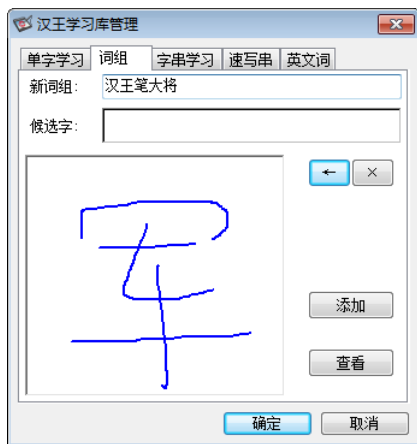 汉王学习库管理
单字学习 词组 字串学习 速写串 英文词
新词组: 汉王笔大将
候选字:
军
← ×
添加
查看
确定 取消